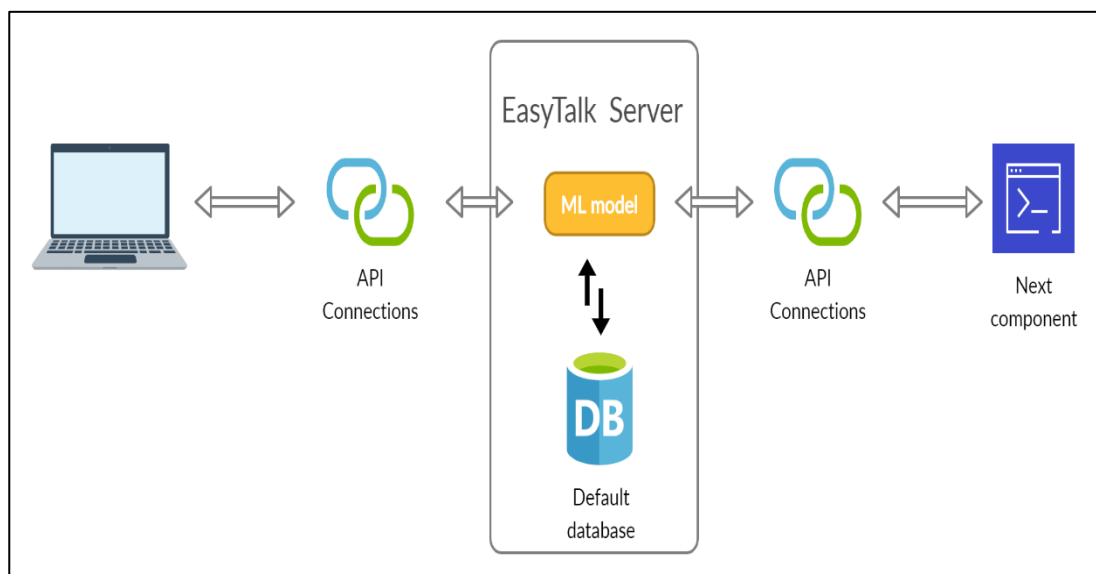 EasyTalk Server
ML model
API
Connections
API
Connections
Next
component
DB
Default
database